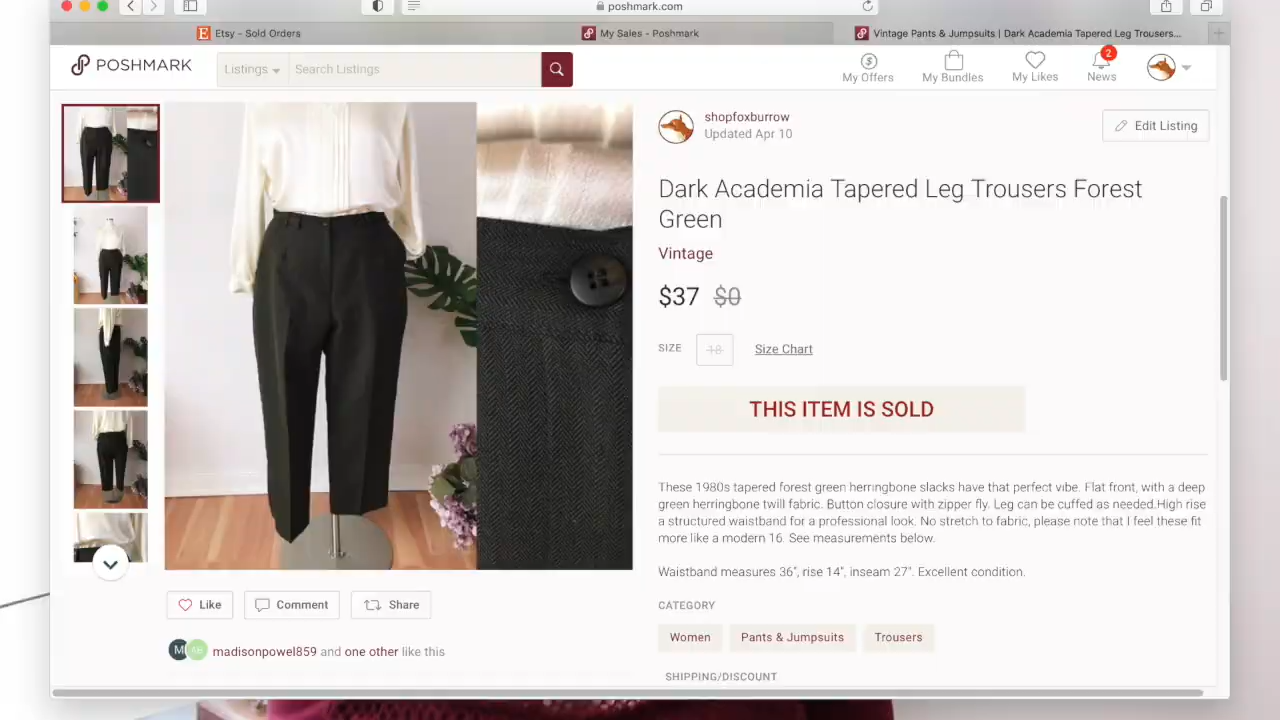 poshmark.com
Etsy - Sold Orders
My Sales - Poshmark
Vintage Pants & Jumpsuits | Dark Academia Tapered Leg Trousers...
POSHMARK
Listings
Search Listings
My Offers
My Bundles
My Likes
2
News
shopfoxburrow
Updated Apr 10
Edit Listing
Dark Academia Tapered Leg Trousers Forest
Green
Vintage
$37 $0
SIZE
18
Size Chart
THIS ITEM IS SOLD
These 1980s tapered forest green herringbone slacks have that perfect vibe. Flat front, with a deep
green herringbone twill fabric. Button closure with zipper fly. Leg can be cuffed as needed.High rise
a structured waistband for a professional look. No stretch to fabric, please note that I feel these fit
more like a modern 16. See measurements below.
Waistband measures 36", rise 14", inseam 27". Excellent condition.
CATEGORY
Women
Pants & Jumpsuits
Trousers
SHIPPING/DISCOUNT
Like
Comment
Share
madisonpowel859 and one other like this